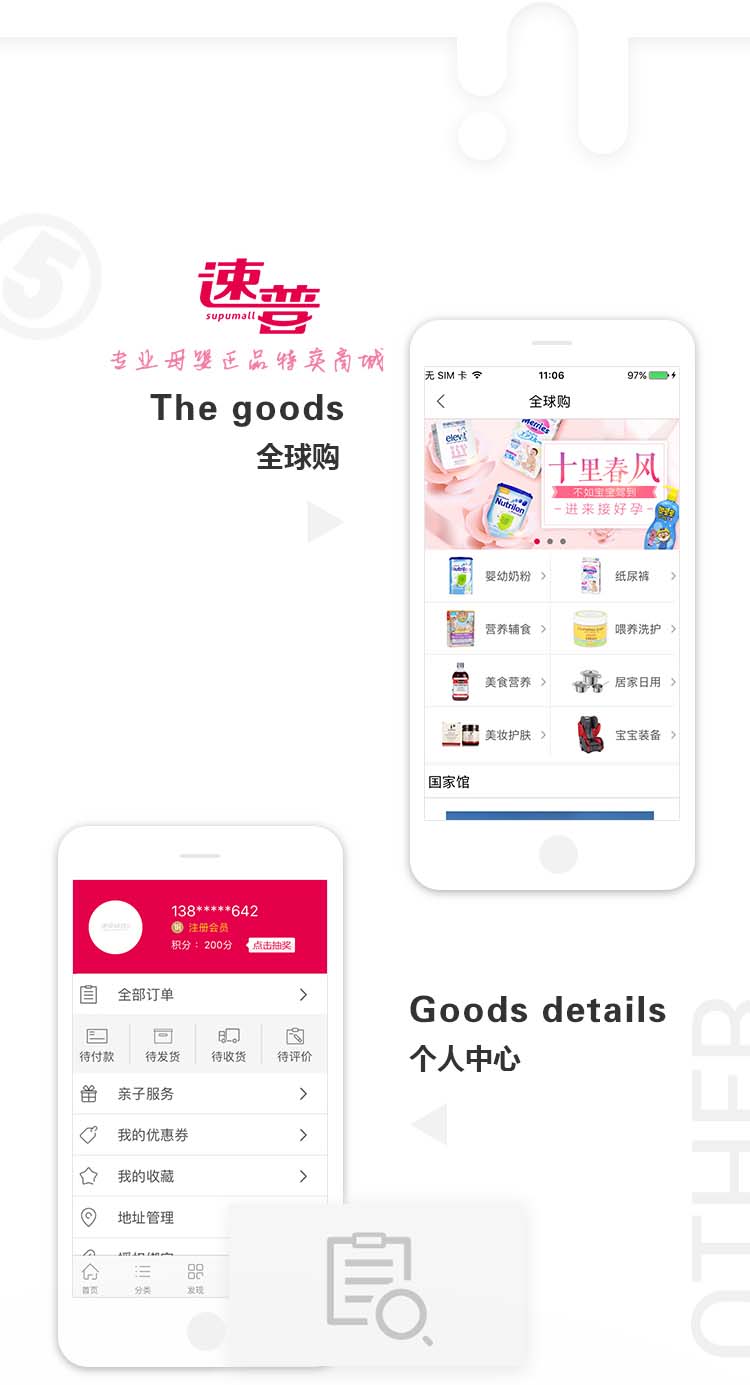 5
速普
supumall
专业母婴正品特卖商城
The goods
全球购
无 SIM 卡
11:06
97%
全球购
elevit
Merries
Nutrilon
十里春风
不如宝宝驾到
进来接好孕
婴幼奶粉
纸尿裤
营养辅食
喂养洗护
美食营养
居家日用
美妆护肤
宝宝装备
国家馆
138*****642
注册会员
积分： 200分
点击抽奖
全部订单
待付款
待发货
待收货
待评价
亲子服务
我的优惠券
我的收藏
地址管理
首页
分类
发现
Goods details
个人中心
OTHER